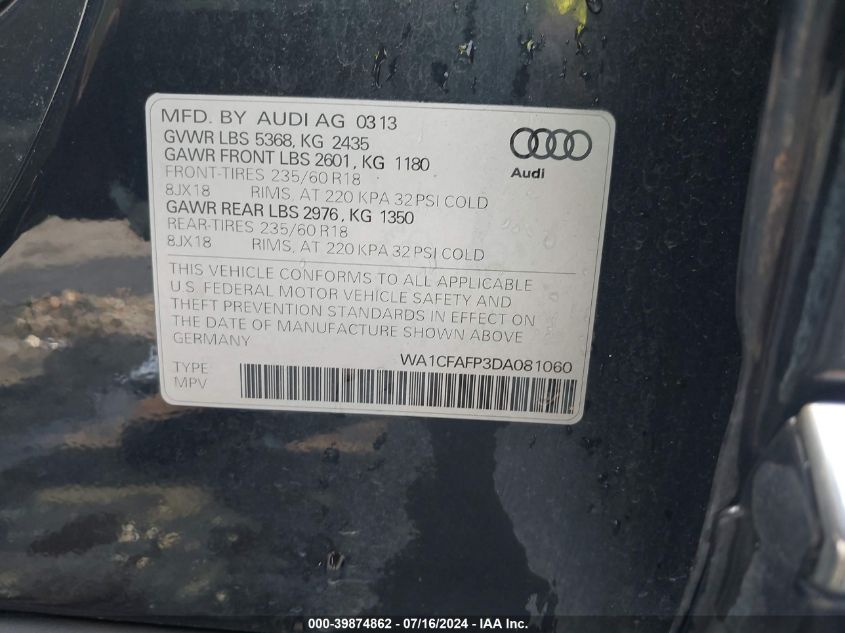 MFD. BY AUDI AG 0313
GVWR LBS 5368, KG 2435
GAWR FRONT LBS 2601, KG 1180
FRONT-TIRES 235/60 R18
8JX18 RIMS, AT 220 KPA 32 PSI COLD
GAWR REAR LBS 2976, KG 1350
REAR-TIRES 235/60 R18
8JX18 RIMS, AT 220 KPA 32 PSI COLD
Audi
THIS VEHICLE CONFORMS TO ALL APPLICABLE
U.S. FEDERAL MOTOR VEHICLE SAFETY AND
THEFT PREVENTION STANDARDS IN EFFECT ON
THE DATE OF MANUFACTURE SHOWN ABOVE
GERMANY
WA1CFAFP3DA081060
TYPE
MPV
000-39874862 - 07/16/2024 - IAA Inc.